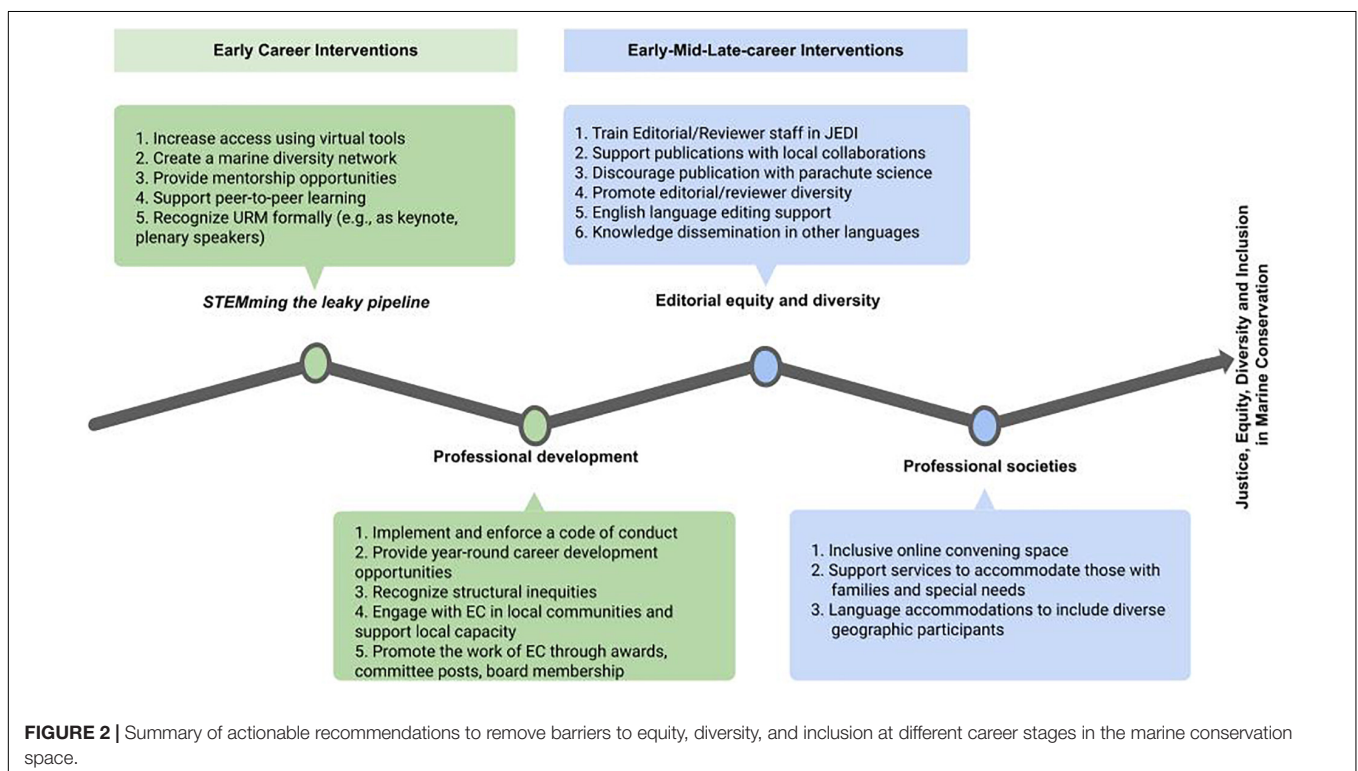 Early Career Interventions
Early-Mid-Late-career Interventions
1. Increase access using virtual tools
2. Create a marine diversity network
3. Provide mentorship opportunities
4. Support peer-to-peer learning
5. Recognize URM formally (e.g., as keynote,
plenary speakers)
1. Train Editorial/Reviewer staff in JEDI
2. Support publications with local collaborations
3. Discourage publication with parachute science
4. Promote editorial/reviewer diversity
5. English language editing support
6. Knowledge dissemination in other languages
STEMming the leaky pipeline
Editorial equity and diversity
Professional development
Professional societies
1. Implement and enforce a code of conduct
2. Provide year-round career development
opportunities
3. Recognize structural inequities
4. Engage with EC in local communities and
support local capacity
5. Promote the work of EC through awards,
committee posts, board membership
1. Inclusive online convening space
2. Support services to accommodate those with
families and special needs
3. Language accommodations to include diverse
geographic participants
Justice, Equity, Diversity and Inclusion
in Marine Conservation
FIGURE 2 | Summary of actionable recommendations to remove barriers to equity, diversity, and inclusion at different career stages in the marine conservation
space.